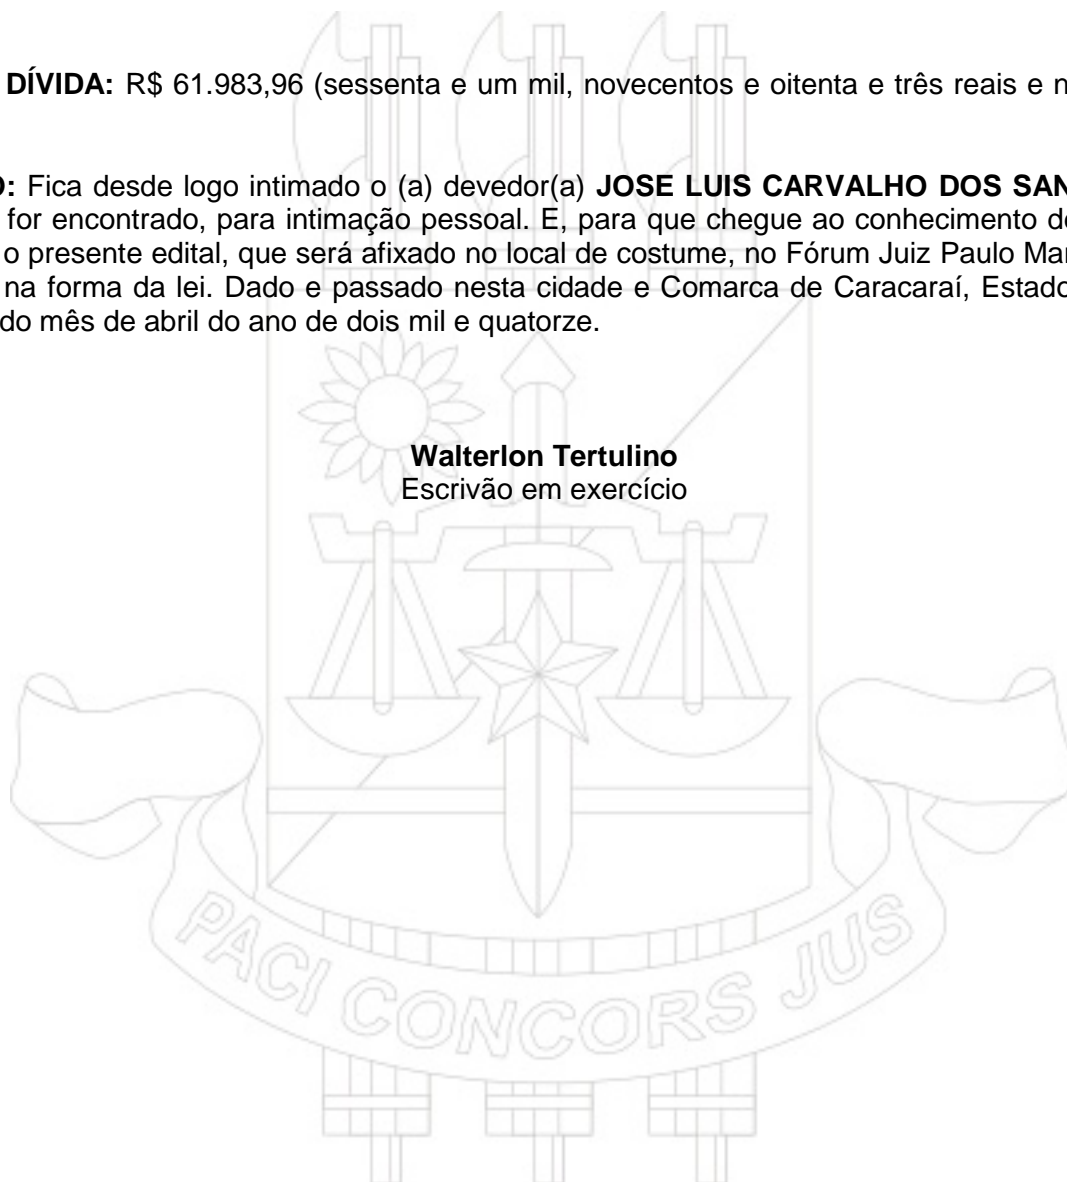 DÍVIDA: R$ 61.983,96 (sessenta e um mil, novecentos e oitenta e três reais e
Fica desde logo intimado o (a) devedor(a) JOSE LUIS CARVALHO DOS
for encontrado, para intimação pessoal. E, para que chegue ao conhecimento
o presente edital, que será afixado no local de costume, no Fórum Juiz Paulo
na forma da lei. Dado e passado nesta cidade e Comarca de Caracaraí, Estado
do mês de abril do ano de dois mil e quatorze.
Walterlon Tertulino
Escrivão em exercício
PACI CONCORS JUS